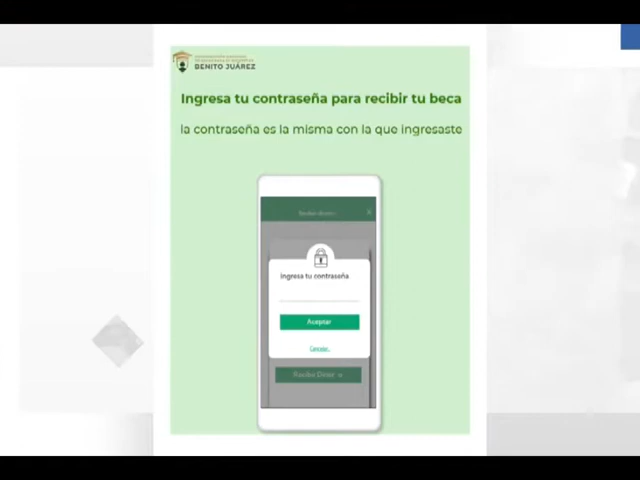 BENITO JUÁREZ
Ingresa tu contraseña para recibir tu beca
la contraseña es la misma con la que ingresaste
Ingresa tu contraseña
Aceptar
Cancelar